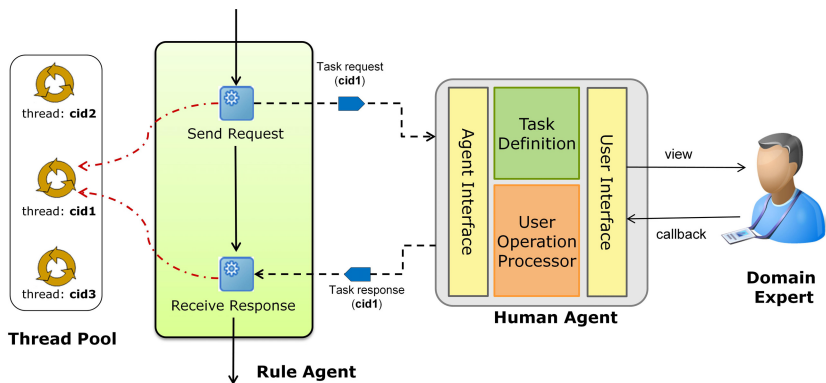 thread: cid2
thread: cid1
thread: cid3
Thread Pool
Send Request
Receive Response
Rule Agent
Task request
(cid1)
Task response
(cid1)
Agent Interface
Task
Definition
User
Operation
Processor
User Interface
Human Agent
view
callback
Domain
Expert